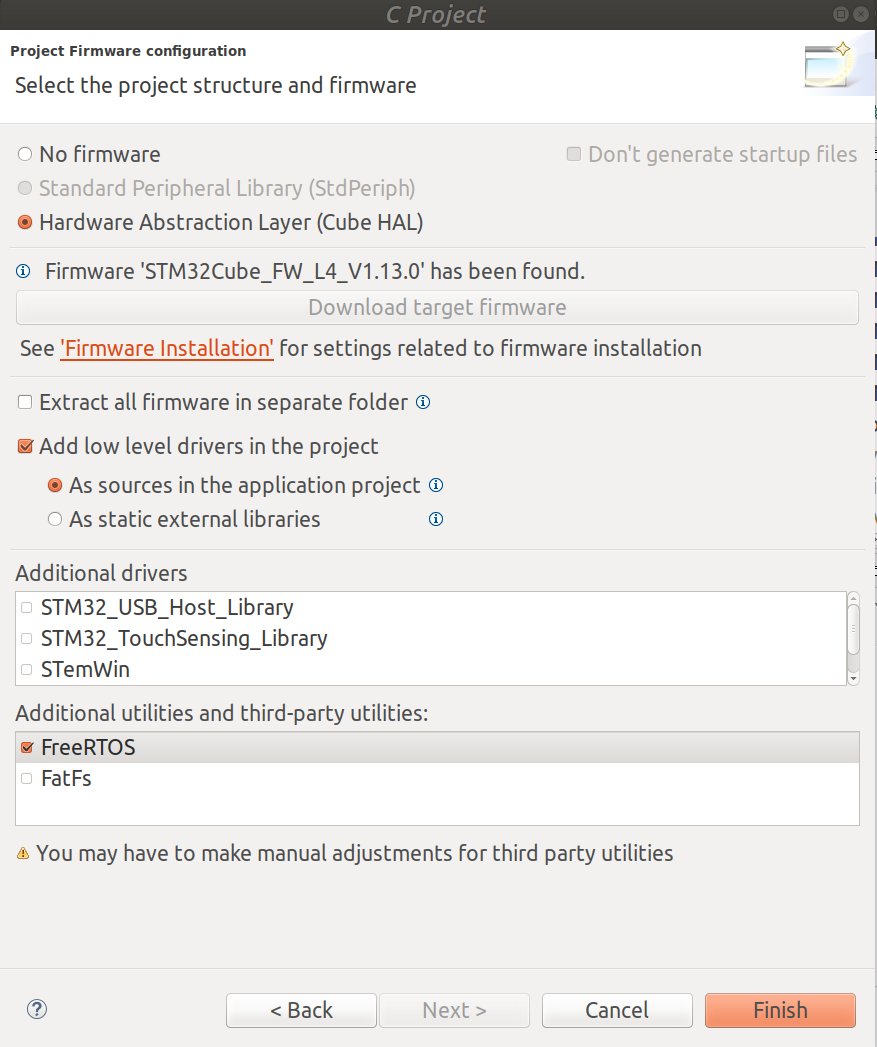 C Project
Project Firmware configuration
Select the project structure and firmware
No firmware
Don't generate startup files
Standard Peripheral Library (StdPeriph)
Hardware Abstraction Layer (Cube HAL)
Firmware 'STM32Cube_FW_L4_V1.13.0' has been found.
Download target firmware
See 'Firmware Installation' for settings related to firmware installation
Extract all firmware in separate folder
Add low level drivers in the project
As sources in the application project
As static external libraries
Additional drivers
STM32_USB_Host_Library
STM32_TouchSensing_Library
STemWin
Additional utilities and third-party utilities:
FreeRTOS
FatFs
You may have to make manual adjustments for third party utilities
< Back
Next >
Cancel
Finish